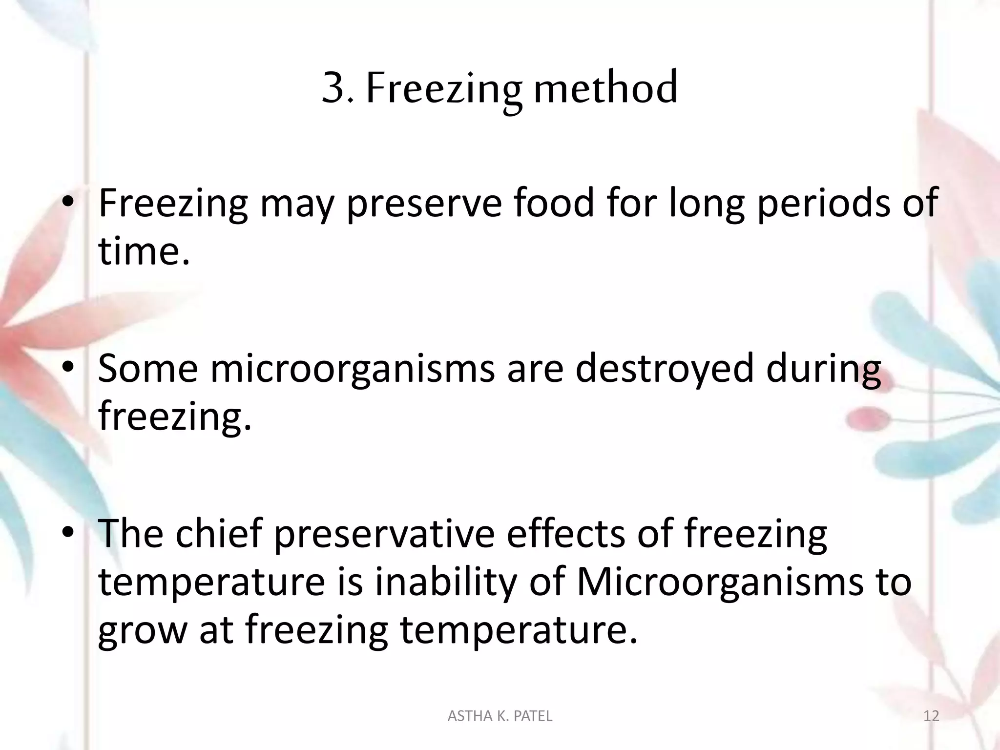 3. Freezing method
• Freezing may preserve food for long periods of
time.
• Some microorganisms are destroyed during
freezing.
• The chief preservative effects of freezing
temperature is inability of Microorganisms to
grow at freezing temperature.
ASTHA K. PATEL
12